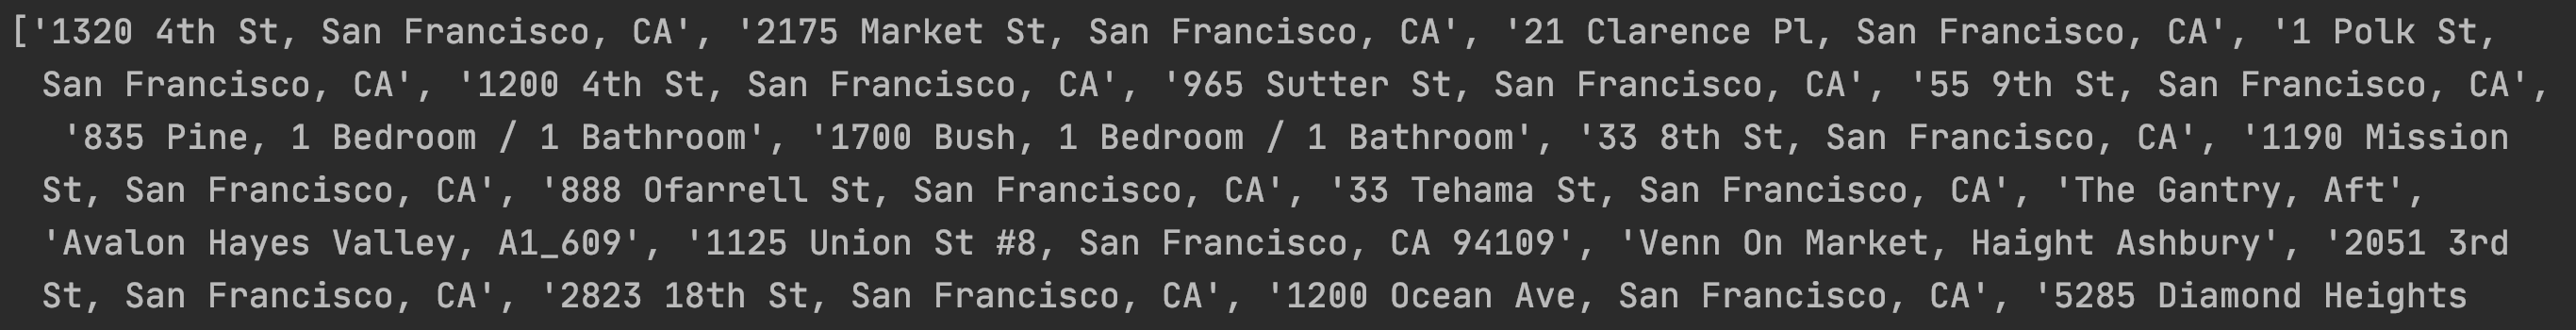 ['1320 4th St, San Francisco, CA', '2175 Market St, San Francisco, CA', '21 Clarence Pl, San Francisco, CA', '1 Polk St,
San Francisco, CA', '1200 4th St, San Francisco, CA', '965 Sutter St, San Francisco, CA', '55 9th St, San Francisco, CA',
'835 Pine, 1 Bedroom / 1 Bathroom', '1700 Bush, 1 Bedroom / 1 Bathroom', '33 8th St, San Francisco, CA', '1190 Mission
St, San Francisco, CA', '888 Ofarrell St, San Francisco, CA', '33 Tehama St, San Francisco, CA', 'The Gantry, Aft',
'Avalon Hayes Valley, A1_609', '1125 Union St #8, San Francisco, CA 94109', 'Venn On Market, Haight Ashbury', '2051 3rd
St, San Francisco, CA', '2823 18th St, San Francisco, CA', '1200 Ocean Ave, San Francisco, CA', '5285 Diamond Heights